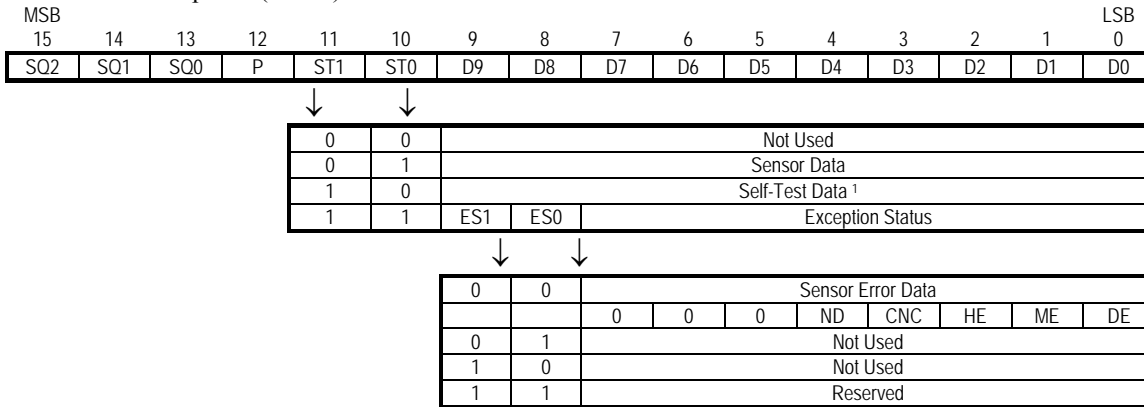 MSB LSB
15 14 13 12 11 10 9 8 7 6 5 4 3 2 1 0
SQ2 SQ1 SQ0 P ST1 ST0 D9 D8 D7 D6 D5 D4 D3 D2 D1 D0
↓ ↓
0 0 Not Used
0 1 Sensor Data
1 0 Self-Test Data ¹
1 1 ES1 ES0 Exception Status
↓ ↓
0 0 Sensor Error Data
0 0 0 ND CNC HE ME DE
0 1 Not Used
1 0 Not Used
1 1 Reserved